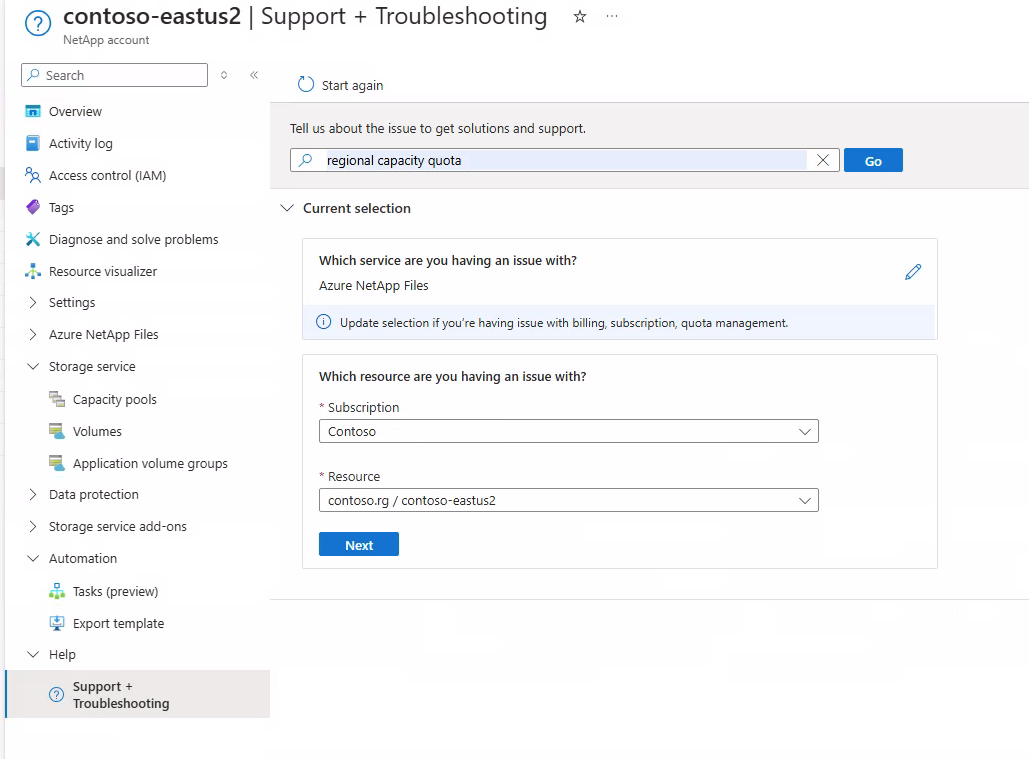 contoso-eastus2 | Support + Troubleshooting
NetApp account
Search
Overview
Activity log
Access control (IAM)
Tags
Diagnose and solve problems
Resource visualizer
Settings
Azure NetApp Files
Storage service
Capacity pools
Volumes
Application volume groups
Data protection
Storage service add-ons
Automation
Tasks (preview)
Export template
Help
Support +
Troubleshooting
Start again
Tell us about the issue to get solutions and support.
regional capacity quota
Go
Current selection
Which service are you having an issue with?
Azure NetApp Files
Update selection if you're having issue with billing, subscription, quota management.
Which resource are you having an issue with?
* Subscription
Contoso
* Resource
contoso.rg / contoso-eastus2
Next